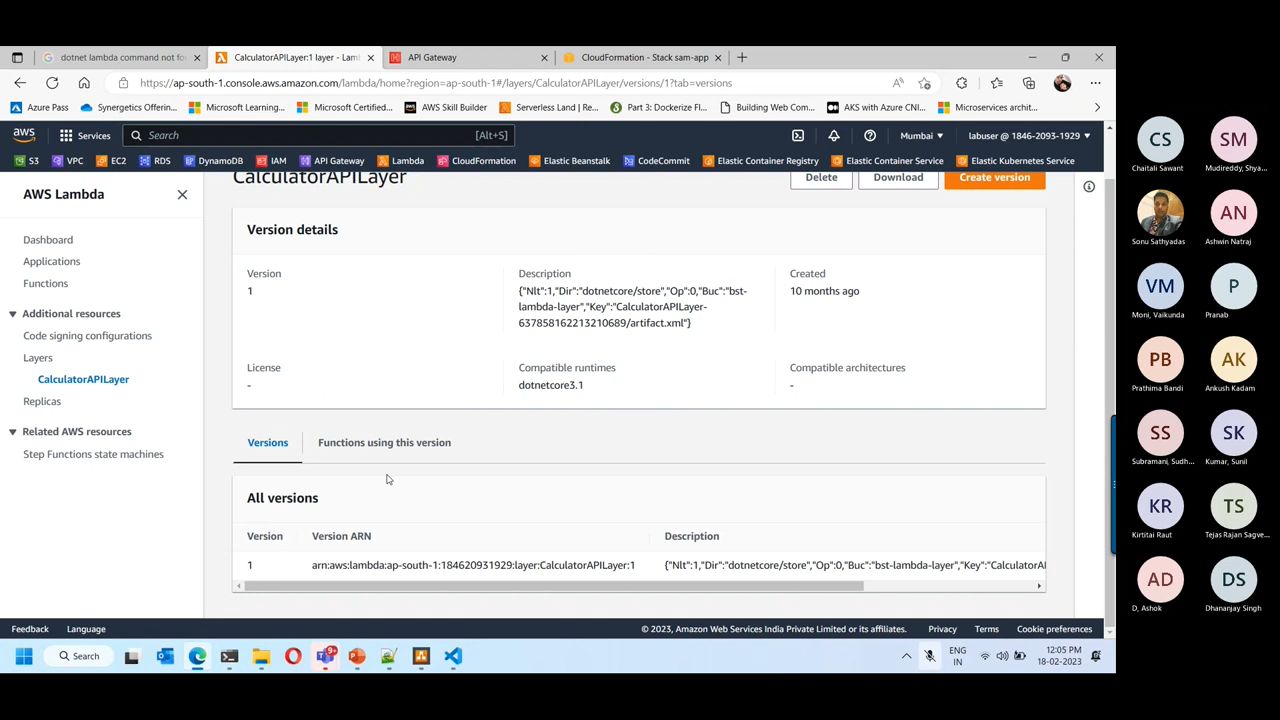 dotnet lambda command not fo
CalculatorAPILayer:1 layer - Lam
API Gateway
CloudFormation - Stack sam-app
https://ap-south-1.console.aws.amazon.com/lambda/home?region=ap-south-1#/layers/CalculatorAPILayer/versions/1?tab=versions
Azure Pass
Synergetics Offerin...
Microsoft Learning...
Microsoft Certified...
AWS Skill Builder
Serverless Land | Re...
Part 3: Dockerize Fl...
Building Web Com...
AKS with Azure CNI...
Microservices archit...
aws
Services
Search
[Alt+S]
Mumbai
labuser @ 1846-2093-1929
S3
VPC
EC2
RDS
DynamoDB
IAM
API Gateway
Lambda
CloudFormation
Elastic Beanstalk
CodeCommit
Elastic Container Registry
Elastic Container Service
Elastic Kubernetes Service
AWS Lambda
Dashboard
Applications
Functions
Additional resources
Code signing configurations
Layers
CalculatorAPILayer
Replicas
Related AWS resources
Step Functions state machines
CalculatorAPILayer
Delete
Download
Create version
Version details
Version
1
Description
{"Nlt":1,"Dir":"dotnetcore/store","Op":0,"Buc":"bst-
lambda-layer","Key":"CalculatorAPILayer-
637858162213210689/artifact.xml"}
Created
10 months ago
License
-
Compatible runtimes
dotnetcore3.1
Compatible architectures
-
Versions
Functions using this version
All versions
Version
Version ARN
Description
1
arn:aws:lambda:ap-south-1:184620931929:layer:CalculatorAPILayer:1
{"Nlt":1,"Dir":"dotnetcore/store","Op":0,"Buc":"bst-lambda-layer","Key":"CalculatorAI
Feedback
Language
© 2023, Amazon Web Services India Private Limited or its affiliates.
Privacy
Terms
Cookie preferences
Search
9+
ENG
IN
12:05 PM
18-02-2023
CS
Chaitali Sawant
SM
Mudireddy, Shya...
Sonu Sathyadas
AN
Ashwin Natraj
VM
Moni, Vaikunda
P
Pranab
PB
Prathima Bandi
AK
Ankush Kadam
SS
Subramani, Sudh...
SK
Kumar, Sunil
KR
Kirtitai Raut
TS
Tejas Rajan Sagve...
AD
D, Ashok
DS
Dhananjay Singh